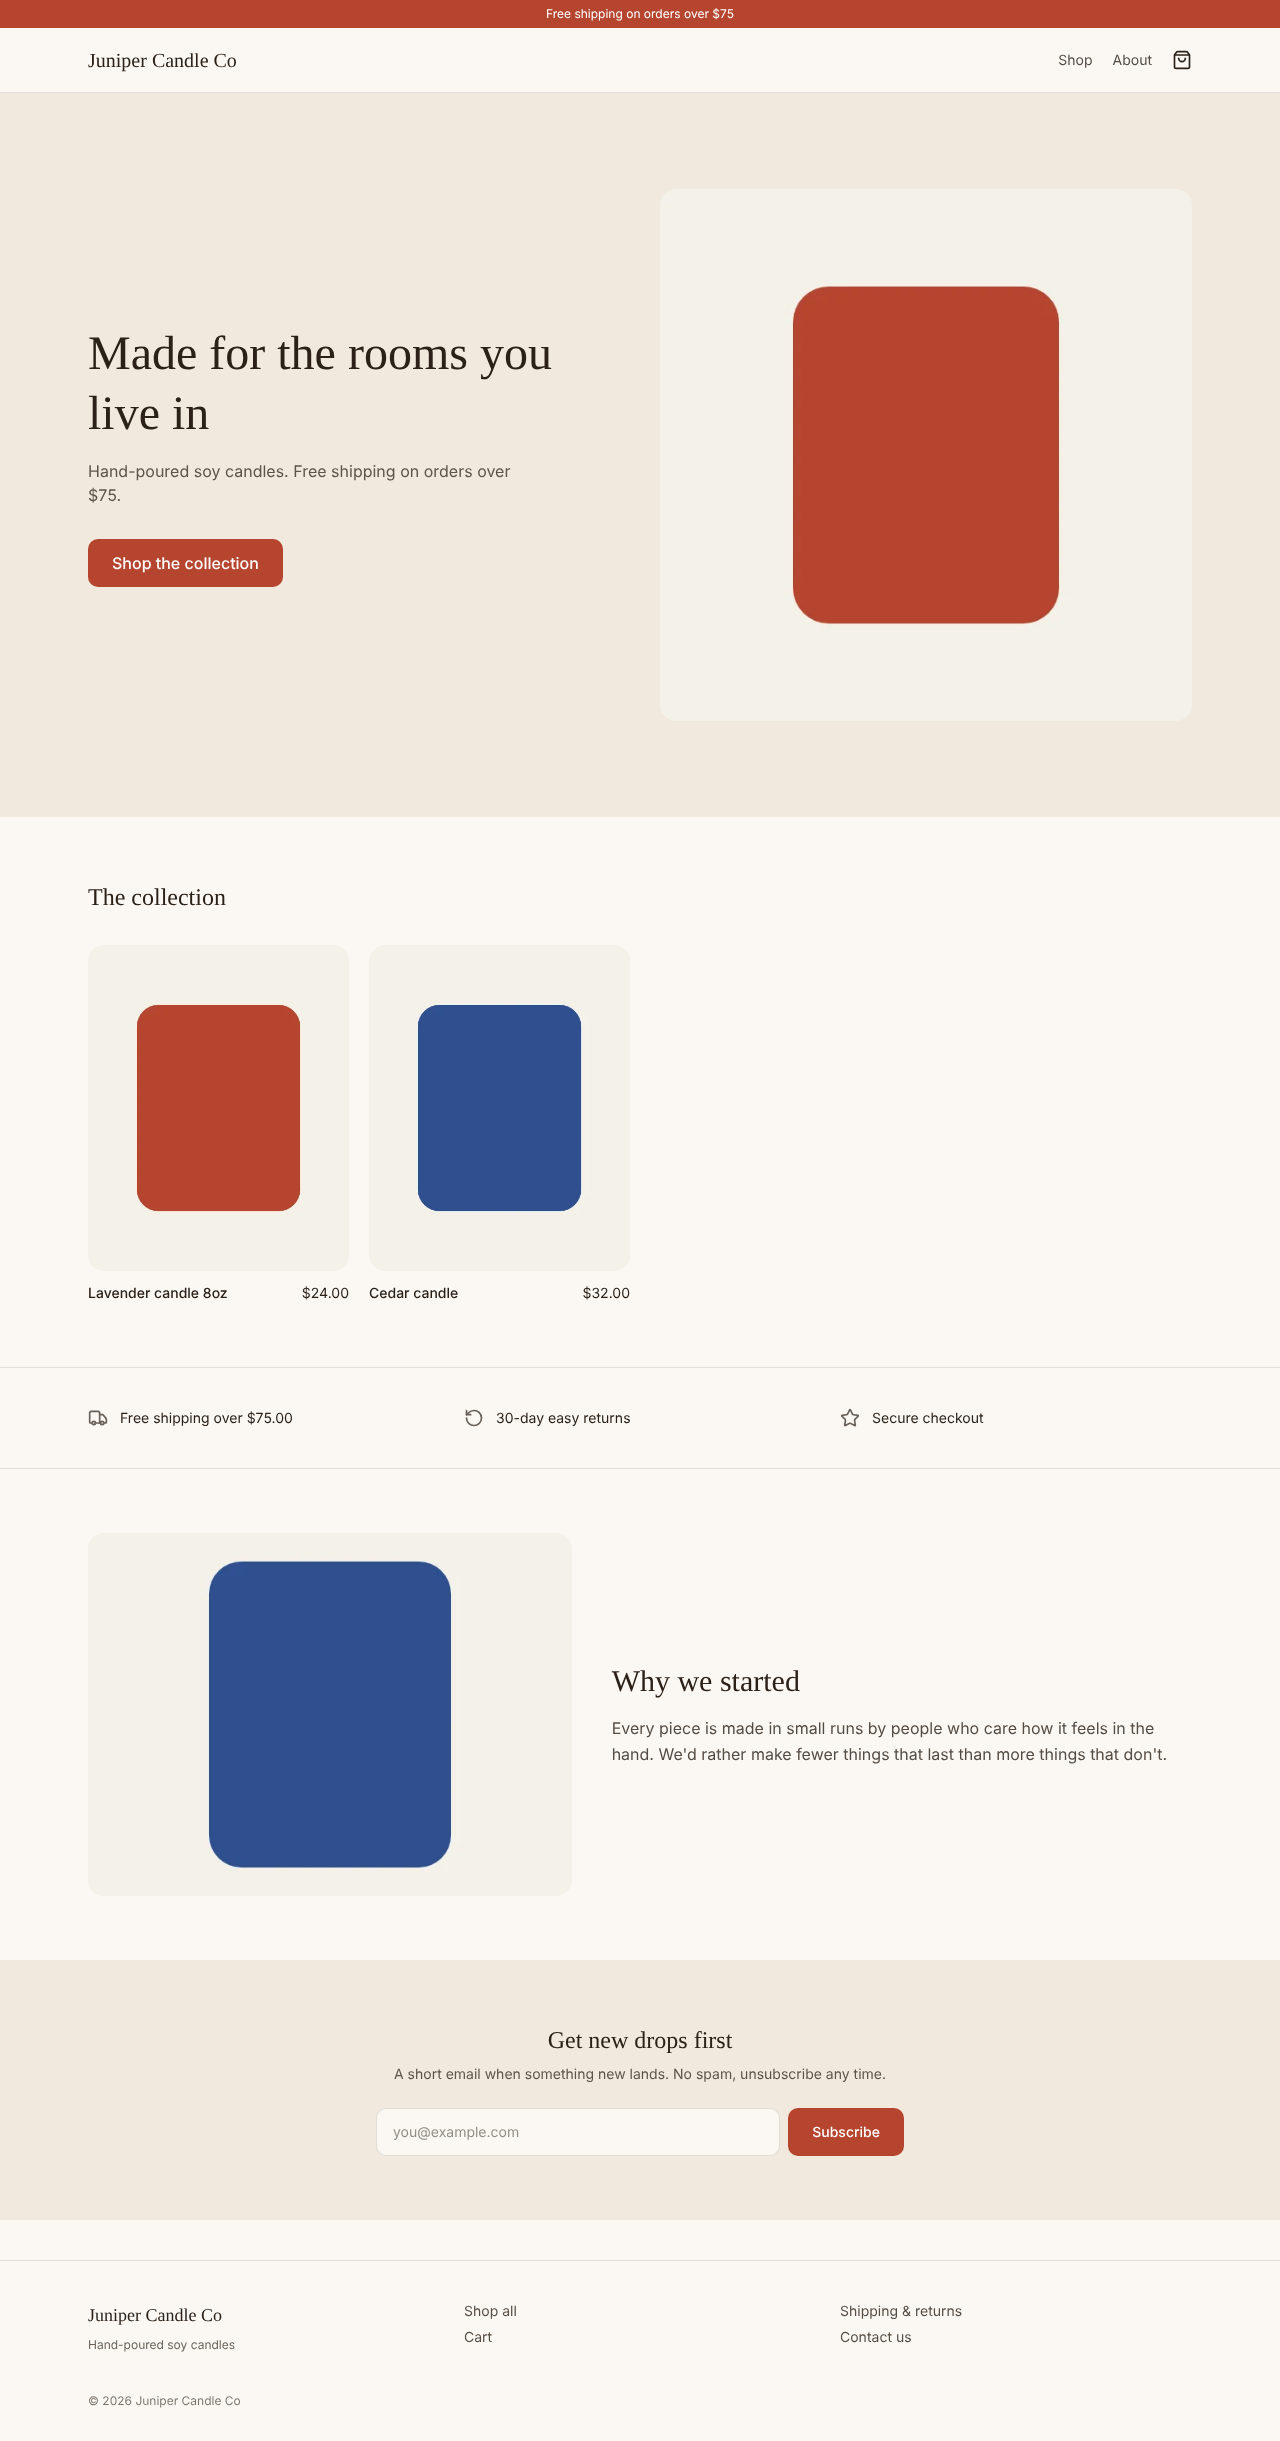 Free shipping on orders over $75
Juniper Candle Co
Shop
About
Made for the rooms you
live in
Hand-poured soy candles. Free shipping on orders over
$75.
Shop the collection
The collection
Lavender candle 8oz
$24.00
Cedar candle
$32.00
Free shipping over $75.00
30-day easy returns
Secure checkout
Why we started
Every piece is made in small runs by people who care how it feels in the
hand. We'd rather make fewer things that last than more things that don't.
Get new drops first
A short email when something new lands. No spam, unsubscribe any time.
you@example.com
Subscribe
Juniper Candle Co
Hand-poured soy candles
Shop all
Cart
Shipping & returns
Contact us
© 2026 Juniper Candle Co